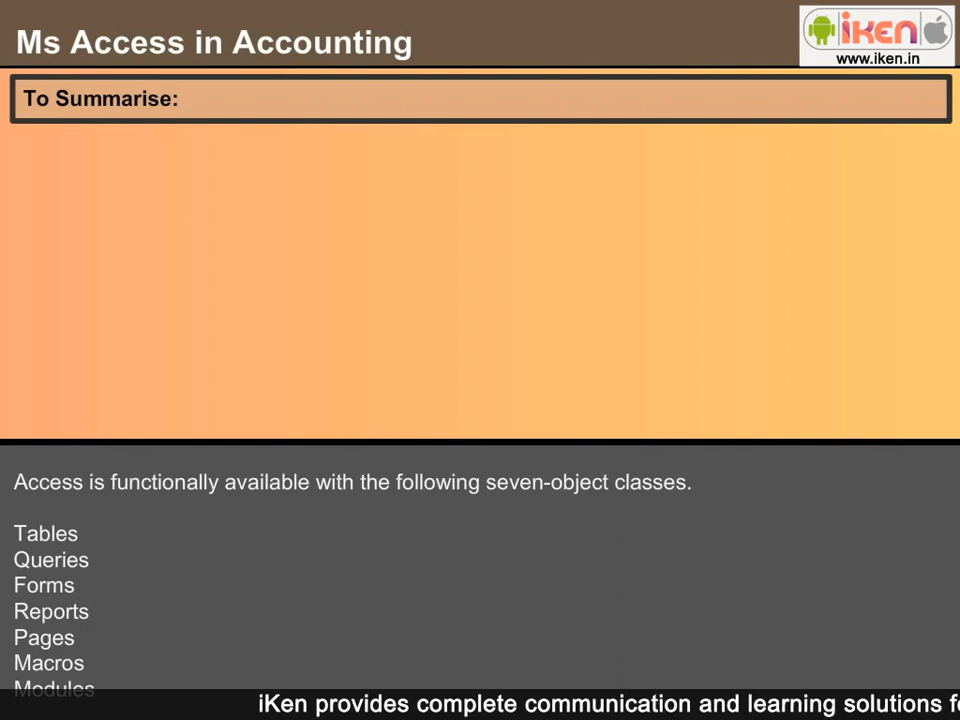 Ms Access in Accounting
iKen
www.iken.in
To Summarise:
Access is functionally available with the following seven-object classes.
Tables
Queries
Forms
Reports
Pages
Macros
Modules
iKen provides complete communication and learning solutions